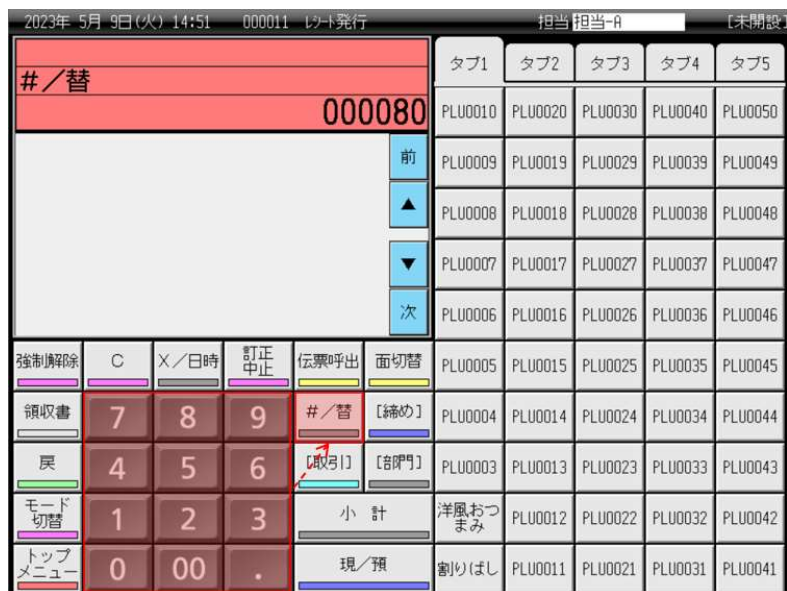 2023年 5月 9日(火) 14:51 000011 レシート発行 担当 担当-A [未開設]
#/替
000080
前
▲
▼
次
タブ1 タブ2 タブ3 タブ4 タブ5
PLU0010 PLU0020 PLU0030 PLU0040 PLU0050
PLU0009 PLU0019 PLU0029 PLU0039 PLU0049
PLU0008 PLU0018 PLU0028 PLU0038 PLU0048
PLU0007 PLU0017 PLU0027 PLU0037 PLU0047
PLU0006 PLU0016 PLU0026 PLU0036 PLU0046
強制解除 C X/日時 訂正 伝票呼出 面切替 PLU0005 PLU0015 PLU0025 PLU0035 PLU0045
中止
領収書 7 8 9 #/替 [締め] PLU0004 PLU0014 PLU0024 PLU0034 PLU0044
戻 4 5 6 [取引] [部門] PLU0003 PLU0013 PLU0023 PLU0033 PLU0043
モード 1 2 3 小 計 洋風おつ PLU0012 PLU0022 PLU0032 PLU0042
切替 まみ
トップ 0 00 . 現/預 割りばし PLU0011 PLU0021 PLU0031 PLU0041
メニュー